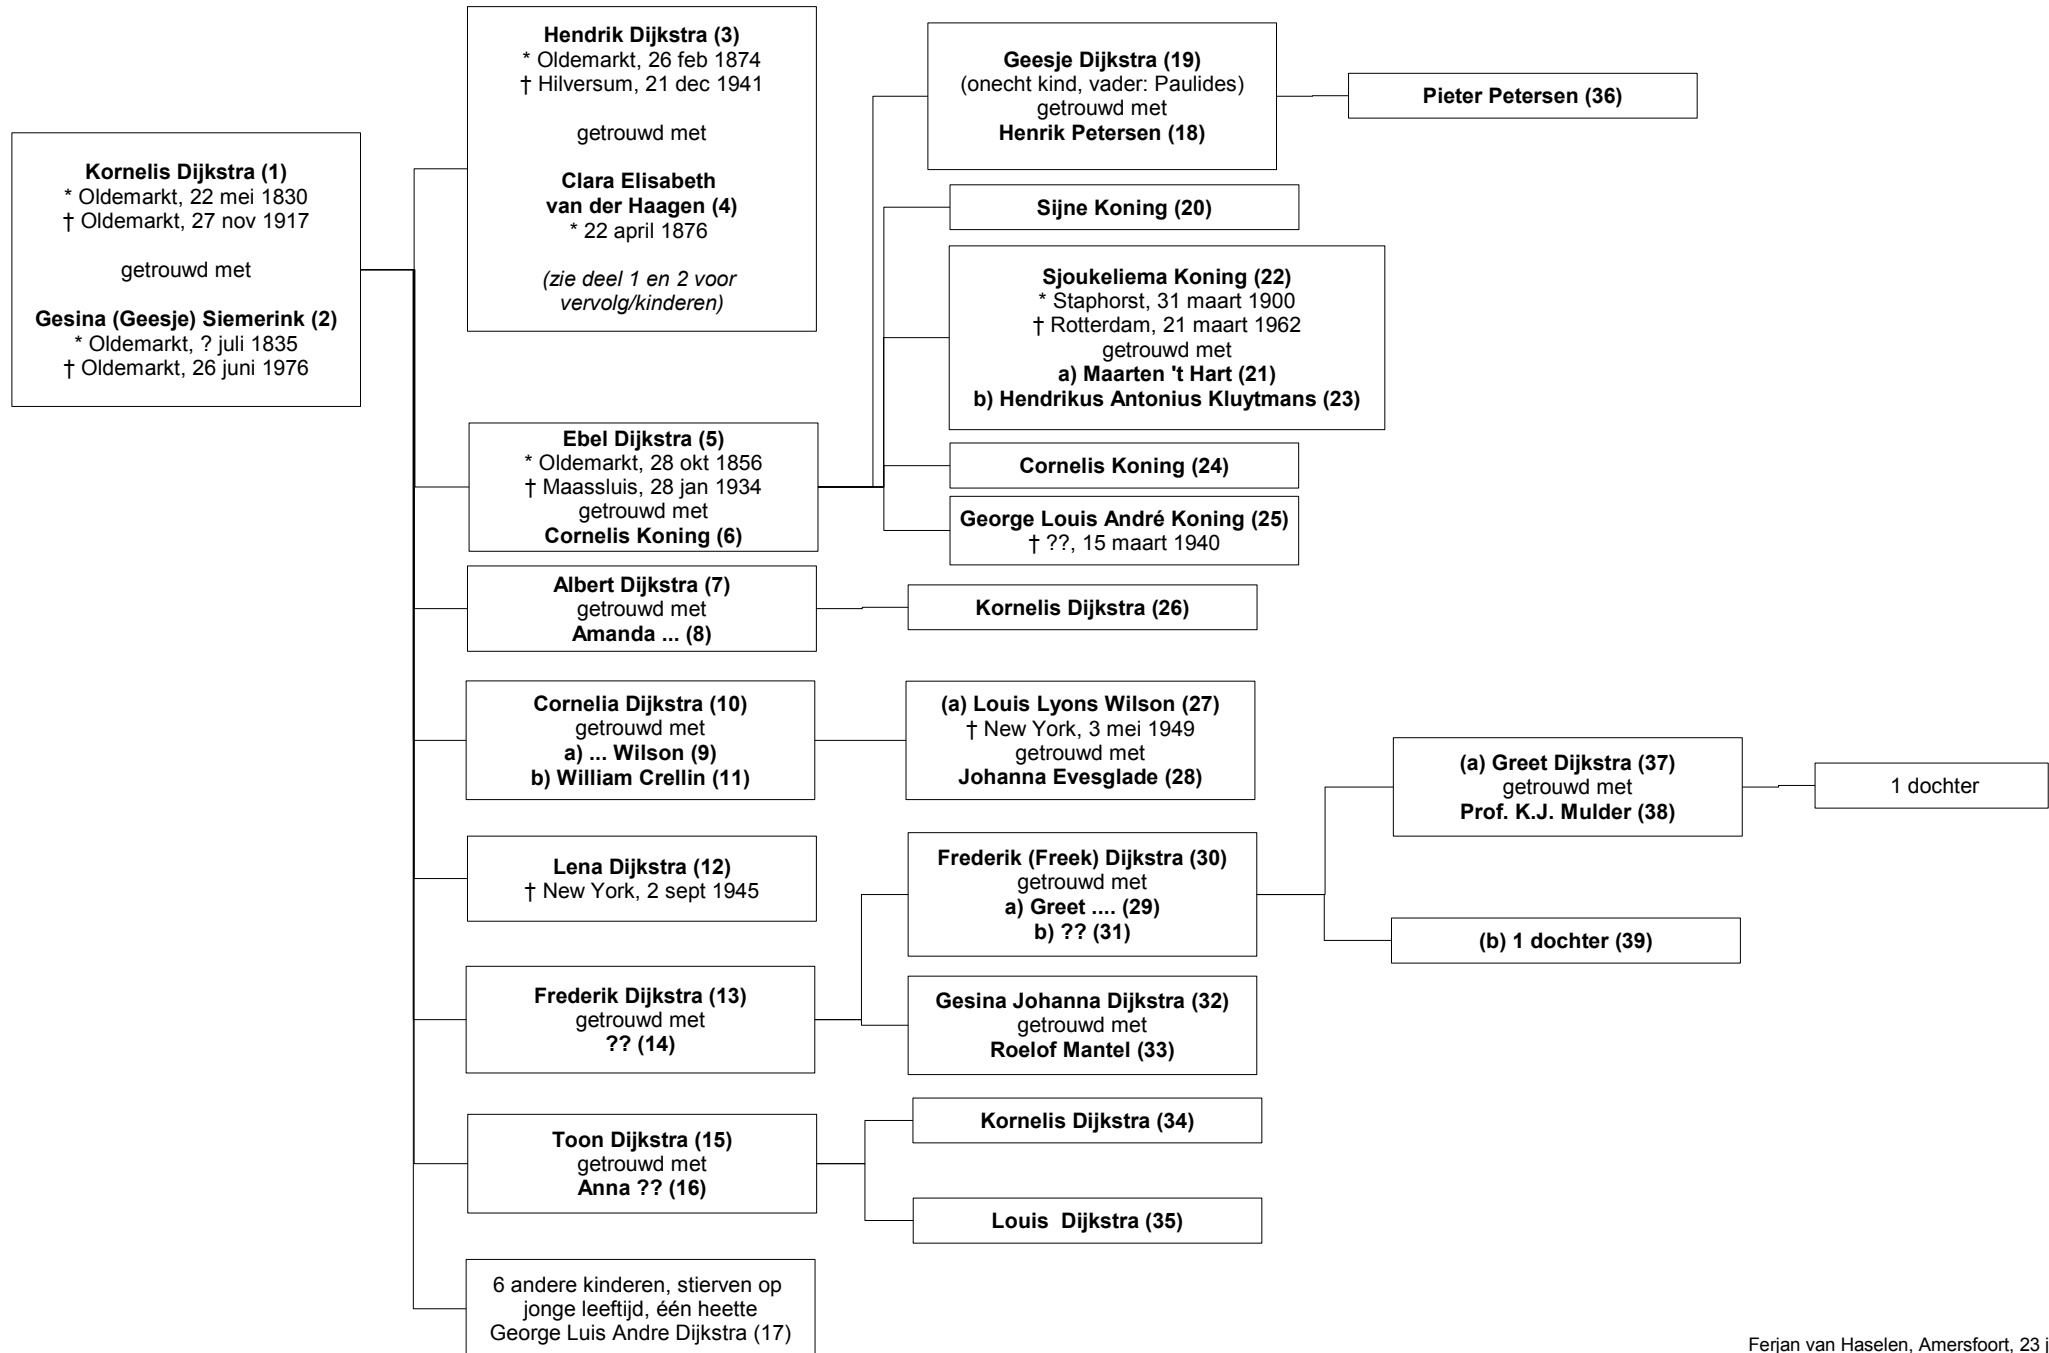 Kornelis Dijkstra (1)
* Oldemarkt, 22 mei 1830
† Oldemarkt, 27 nov 1917
getrouwd met
Gesina (Geesje) Siemerink (2)
* Oldemarkt, ? juli 1835
† Oldemarkt, 26 juni 1976
Hendrik Dijkstra (3)
* Oldemarkt, 26 feb 1874
† Hilversum, 21 dec 1941
getrouwd met
Clara Elisabeth
van der Haagen (4)
* 22 april 1876
(zie deel 1 en 2 voor
vervolg/kinderen)
Ebel Dijkstra (5)
* Oldemarkt, 28 okt 1856
† Maassluis, 28 jan 1934
getrouwd met
Cornelis Koning (6)
Geesje Dijkstra (19)
(onecht kind, vader: Paulides)
getrouwd met
Henrik Petersen (18)
Pieter Petersen (36)
Sijne Koning (20)
Sjoukeliema Koning (22)
* Staphorst, 31 maart 1900
† Rotterdam, 21 maart 1962
getrouwd met
a) Maarten 't Hart (21)
b) Hendrikus Antonius Kluytmans (23)
Cornelis Koning (24)
George Louis André Koning (25)
† ??, 15 maart 1940
Albert Dijkstra (7)
getrouwd met
Amanda ... (8)
Kornelis Dijkstra (26)
Cornelia Dijkstra (10)
getrouwd met
a) ... Wilson (9)
b) William Crellin (11)
(a) Louis Lyons Wilson (27)
† New York, 3 mei 1949
getrouwd met
Johanna Evesglade (28)
Lena Dijkstra (12)
† New York, 2 sept 1945
Frederik Dijkstra (13)
getrouwd met
?? (14)
Frederik (Freek) Dijkstra (30)
getrouwd met
a) Greet .... (29)
b) ?? (31)
(a) Greet Dijkstra (37)
getrouwd met
Prof. K.J. Mulder (38)
1 dochter
(b) 1 dochter (39)
Gesina Johanna Dijkstra (32)
getrouwd met
Roelof Mantel (33)
Toon Dijkstra (15)
getrouwd met
Anna ?? (16)
Kornelis Dijkstra (34)
Louis Dijkstra (35)
6 andere kinderen, stierven op
jonge leeftijd, één heette
George Luis Andre Dijkstra (17)
Ferjan van Haselen, Amersfoort, 23 j